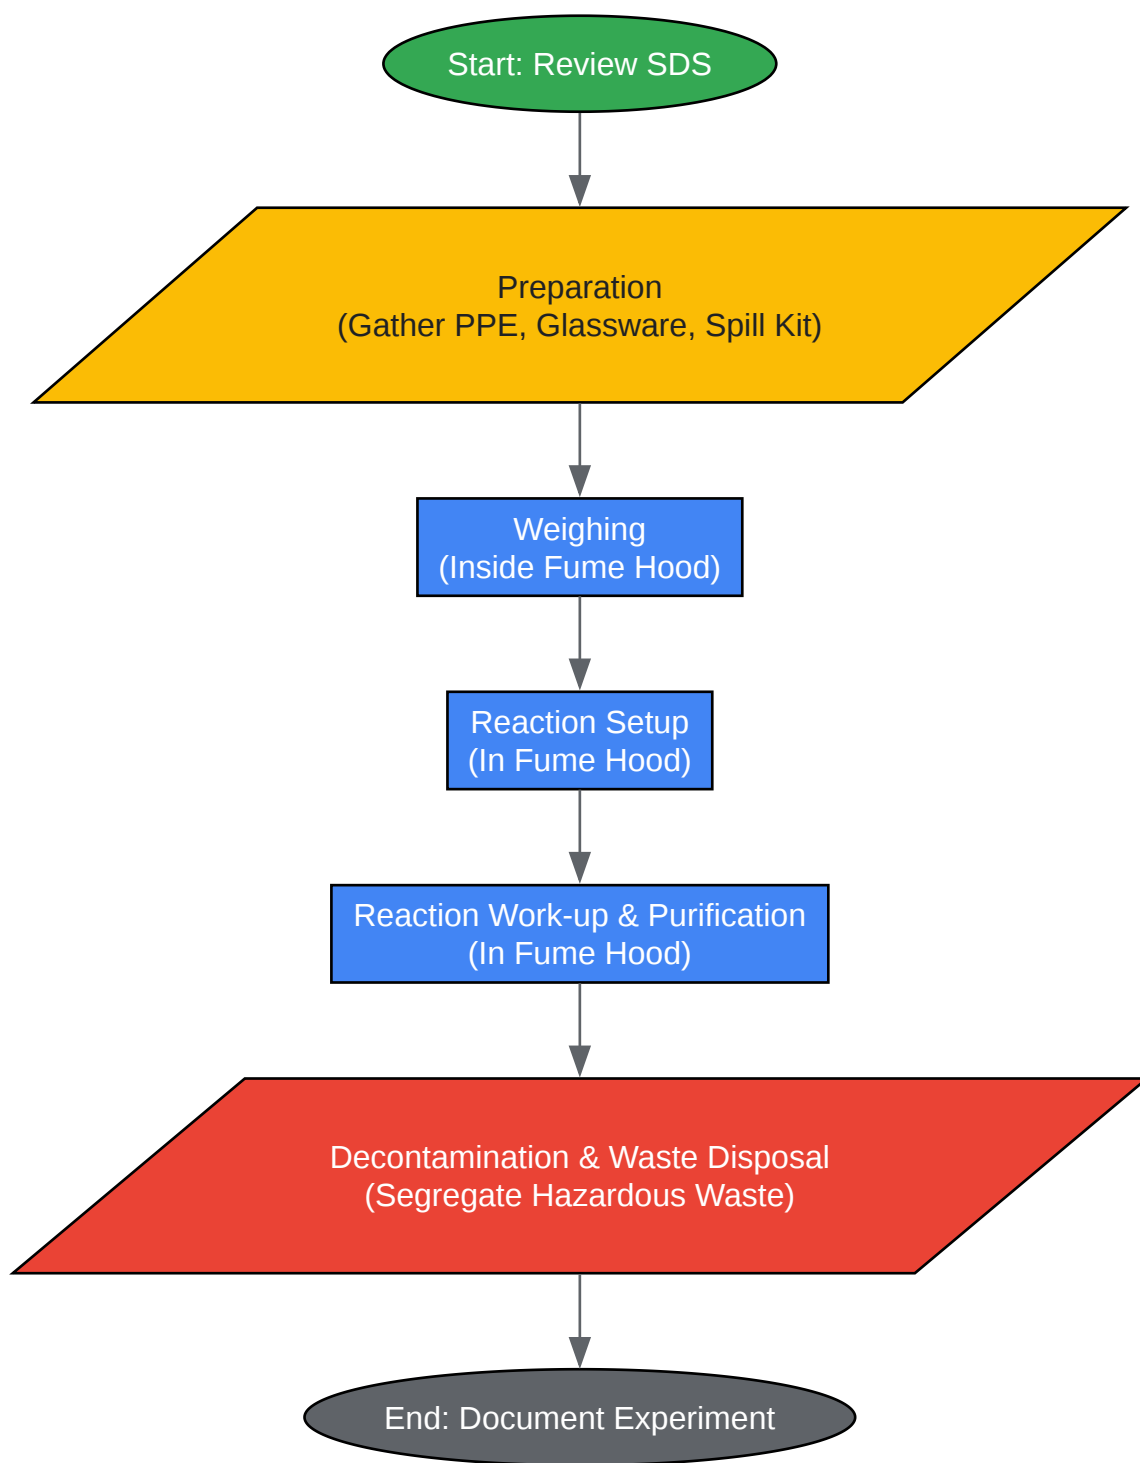 Start: Review SDS
Preparation
(Gather PPE, Glassware, Spill Kit)
Weighing
(Inside Fume Hood)
Reaction Setup
(In Fume Hood)
Reaction Work-up & Purification
(In Fume Hood)
Decontamination & Waste Disposal
(Segregate Hazardous Waste)
End: Document Experiment